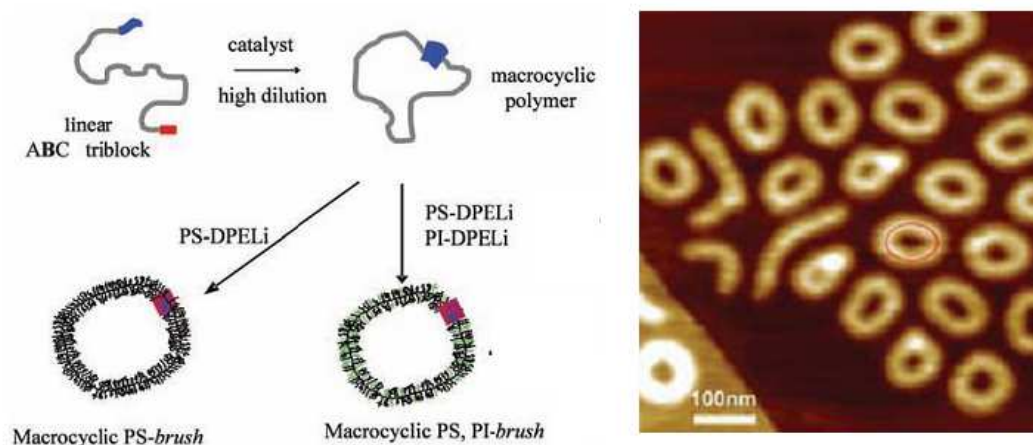 catalyst
high dilution
linear
ABC triblock
macrocyclic
polymer
PS-DPELi
PS-DPELi
PI-DPELi
Macrocyclic PS-brush
Macrocyclic PS, PI-brush
100nm